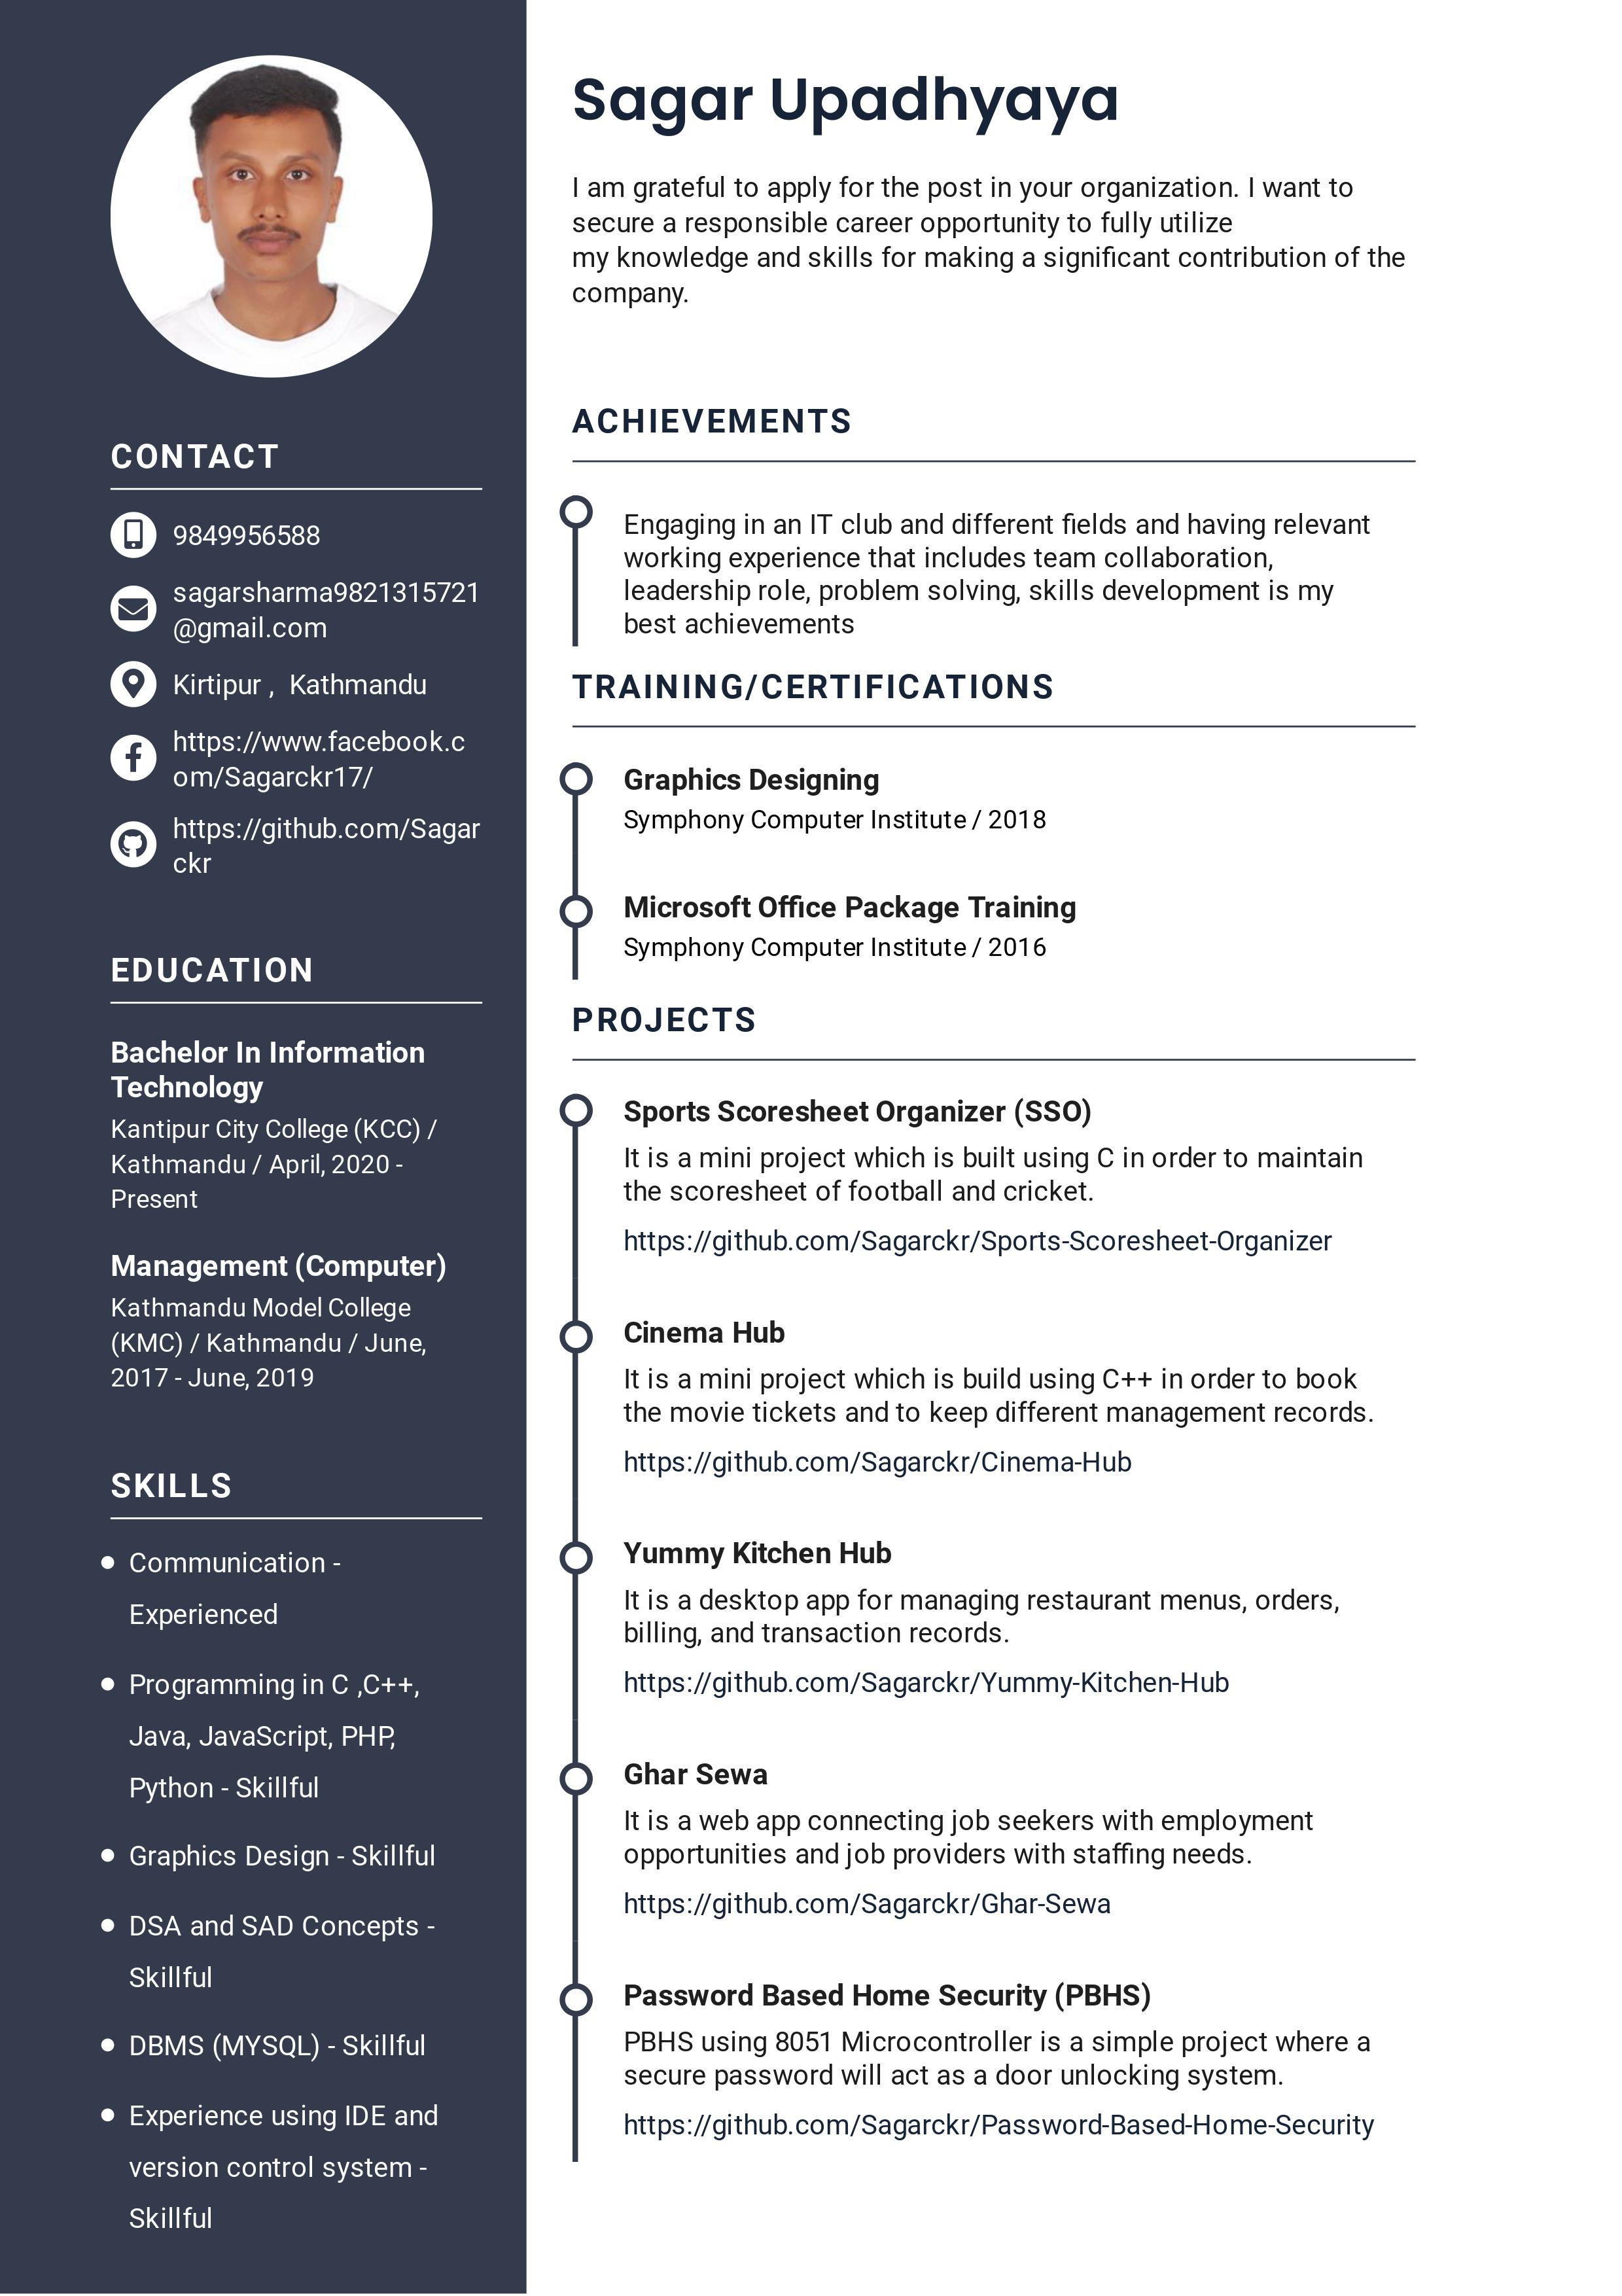 Sagar Upadhyaya
I am grateful to apply for the post in your organization. I want to
secure a responsible career opportunity to fully utilize
my knowledge and skills for making a significant contribution of the
company.
CONTACT
9849956588
sagarsharma9821315721
@gmail.com
Kirtipur ,  Kathmandu
https://www.facebook.c
om/Sagarckr17/
https://github.com/Sagar
ckr
EDUCATION
Bachelor In Information
Technology
Kantipur City College (KCC) /
Kathmandu / April, 2020 -
Present
Management (Computer)
Kathmandu Model College
(KMC) / Kathmandu / June,
2017 - June, 2019
SKILLS
Communication -
Experienced
Programming in C ,C++,
Java, JavaScript, PHP,
Python - Skillful
Graphics Design - Skillful
DSA and SAD Concepts -
Skillful
DBMS (MYSQL) - Skillful
Experience using IDE and
version control system -
Skillful
ACHIEVEMENTS
Engaging in an IT club and different fields and having relevant
working experience that includes team collaboration,
leadership role, problem solving, skills development is my
best achievements
TRAINING/CERTIFICATIONS
Graphics Designing
Symphony Computer Institute / 2018
Microsoft Office Package Training
Symphony Computer Institute / 2016
PROJECTS
Sports Scoresheet Organizer (SSO)
It is a mini project which is built using C in order to maintain
the scoresheet of football and cricket.
https://github.com/Sagarckr/Sports-Scoresheet-Organizer
Cinema Hub
It is a mini project which is build using C++ in order to book
the movie tickets and to keep different management records.
https://github.com/Sagarckr/Cinema-Hub
Yummy Kitchen Hub
It is a desktop app for managing restaurant menus, orders,
billing, and transaction records.
https://github.com/Sagarckr/Yummy-Kitchen-Hub
Ghar Sewa
It is a web app connecting job seekers with employment
opportunities and job providers with staffing needs.
https://github.com/Sagarckr/Ghar-Sewa
Password Based Home Security (PBHS)
PBHS using 8051 Microcontroller is a simple project where a
secure password will act as a door unlocking system.
https://github.com/Sagarckr/Password-Based-Home-Security